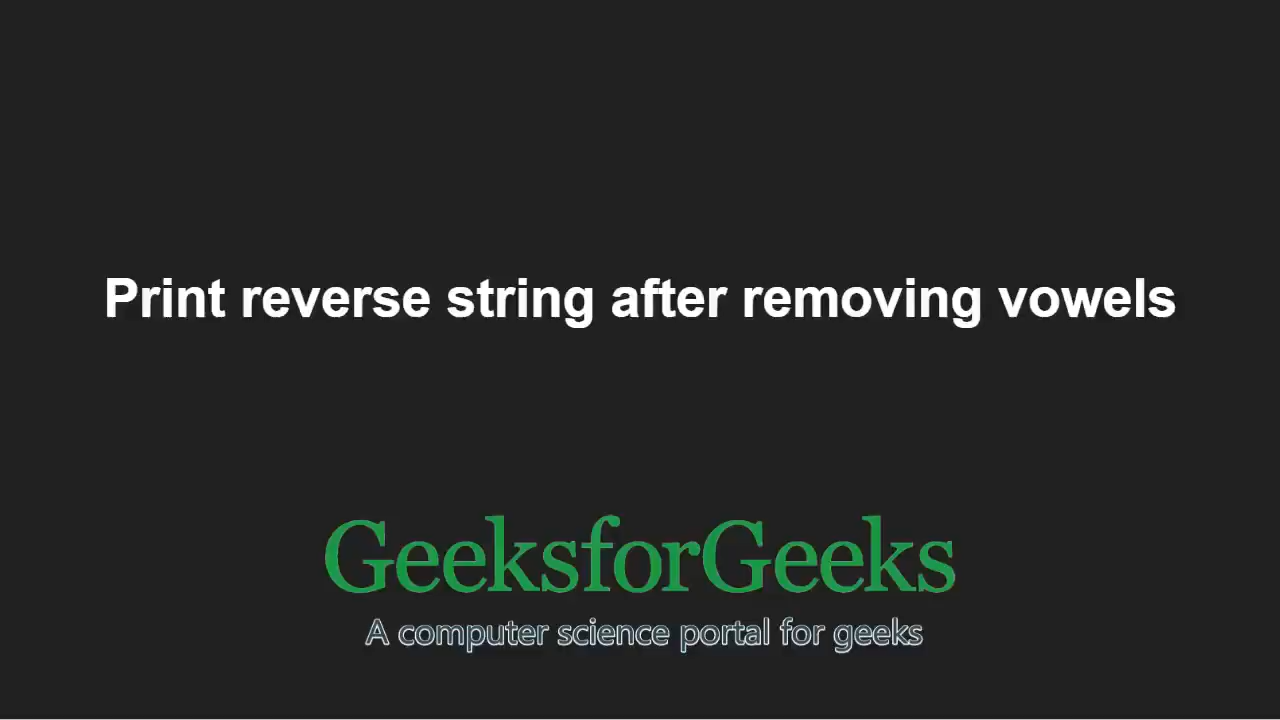 Print reverse string after removing vowels
GeeksforGeeks
A computer science portal for geeks